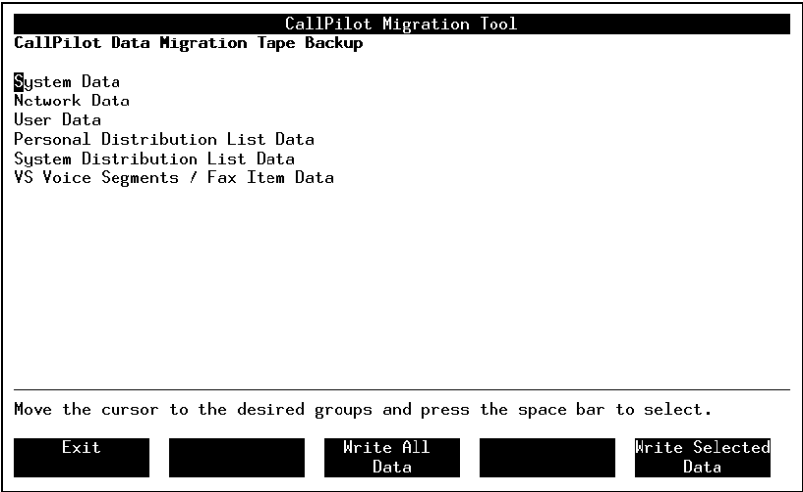 CallPilot Migration Tool
CallPilot Data Migration Tape Backup
System Data
Network Data
User Data
Personal Distribution List Data
System Distribution List Data
VS Voice Segments / Fax Item Data
Move the cursor to the desired groups and press the space bar to select.
Exit
Write All
Data
Write Selected
Data